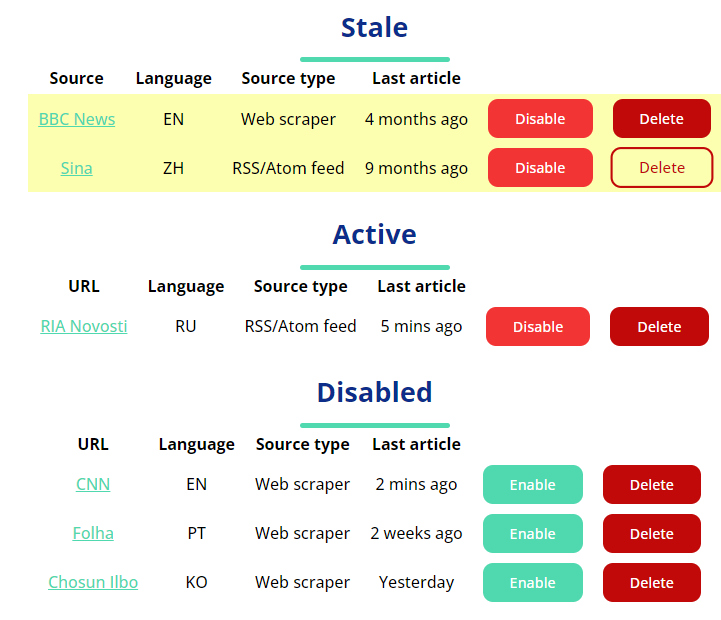 Stale
Source Language Source type Last article
BBC News EN Web scraper 4 months ago Disable Delete
Sina ZH RSS/Atom feed 9 months ago Disable Delete
Active
URL Language Source type Last article
RIA Novosti RU RSS/Atom feed 5 mins ago Disable Delete
Disabled
URL Language Source type Last article
CNN EN Web scraper 2 mins ago Enable Delete
Folha PT Web scraper 2 weeks ago Enable Delete
Chosun Ilbo KO Web scraper Yesterday Enable Delete